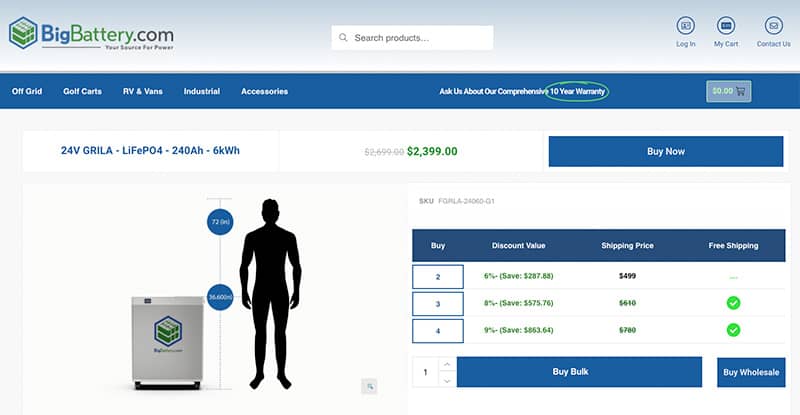 BigBattery.com
Your Source For Power
Search products...
Log In
My Cart
Contact Us
Off Grid
Golf Carts
RV & Vans
Industrial
Accessories
Ask Us About Our Comprehensive 10 Year Warranty
$0.00
24V GRILA - LiFePO4 - 240Ah - 6kWh
$2,699.00 $2,399.00
Buy Now
72 (in)
36.600(in)
BigBattery.com
SKU FGRLA-24060-G1
Buy Discount Value Shipping Price Free Shipping
2 6%- (Save: $287.88) $499 ---
3 8%- (Save: $575.76) $610
4 9%- (Save: $863.64) $780
1
Buy Bulk
Buy Wholesale